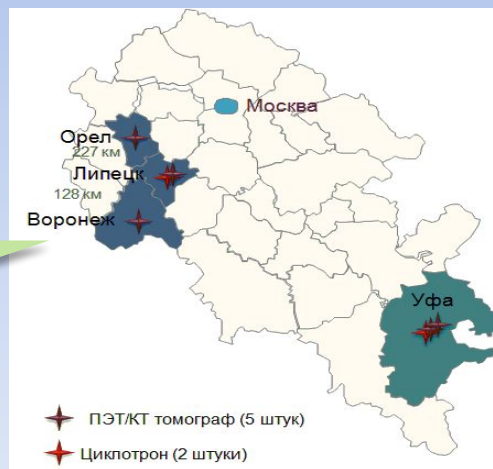 Москва
Орел
227 км
Липецк
128 км
Воронеж
Уфа
ПЭТ/КТ томограф (5 штук)
Циклотрон (2 штуки)